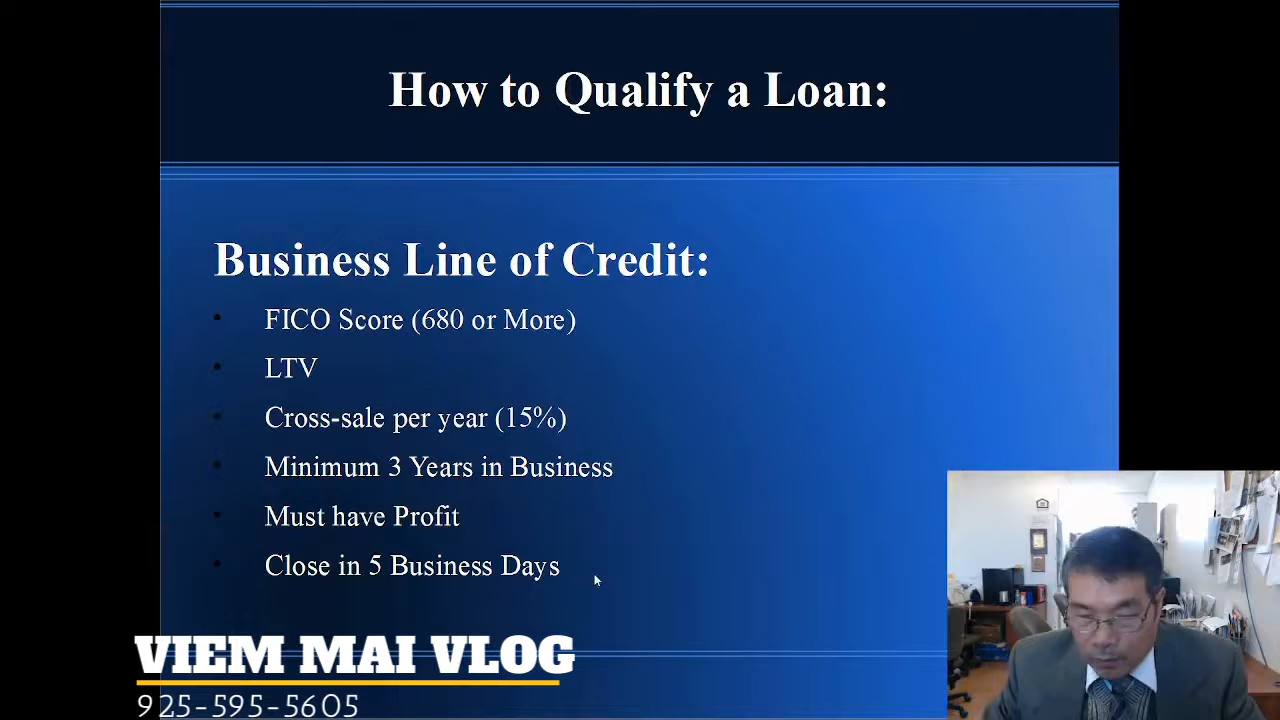 How to Qualify a Loan:
Business Line of Credit:
• FICO Score (680 or More)
• LTV
• Cross-sale per year (15%)
• Minimum 3 Years in Business
• Must have Profit
• Close in 5 Business Days
VIEM MAI VLOG
925-595-5605